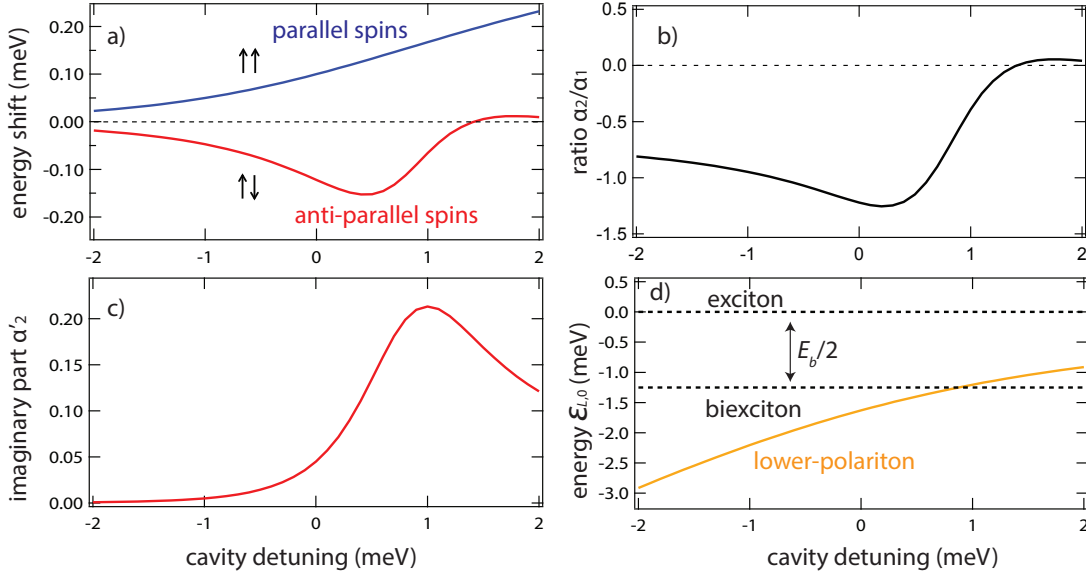 a)
parallel spins
↑↑
↑↓
anti-parallel spins
energy shift (meV)
0.20
0.10
0.00
-0.10
-0.20
-2
-1
0
1
2
b)
ratio α2/α1
0.0
-0.5
-1.0
-1.5
-2
-1
0
1
2
c)
imaginary part α'2
0.20
0.15
0.10
0.05
0.00
-2
-1
0
1
2
cavity detuning (meV)
d)
exciton
Eb/2
biexciton
lower-polariton
energy ℇL,0 (meV)
0.5
0.0
-0.5
-1.0
-1.5
-2.0
-2.5
-3.0
-2
-1
0
1
2
cavity detuning (meV)